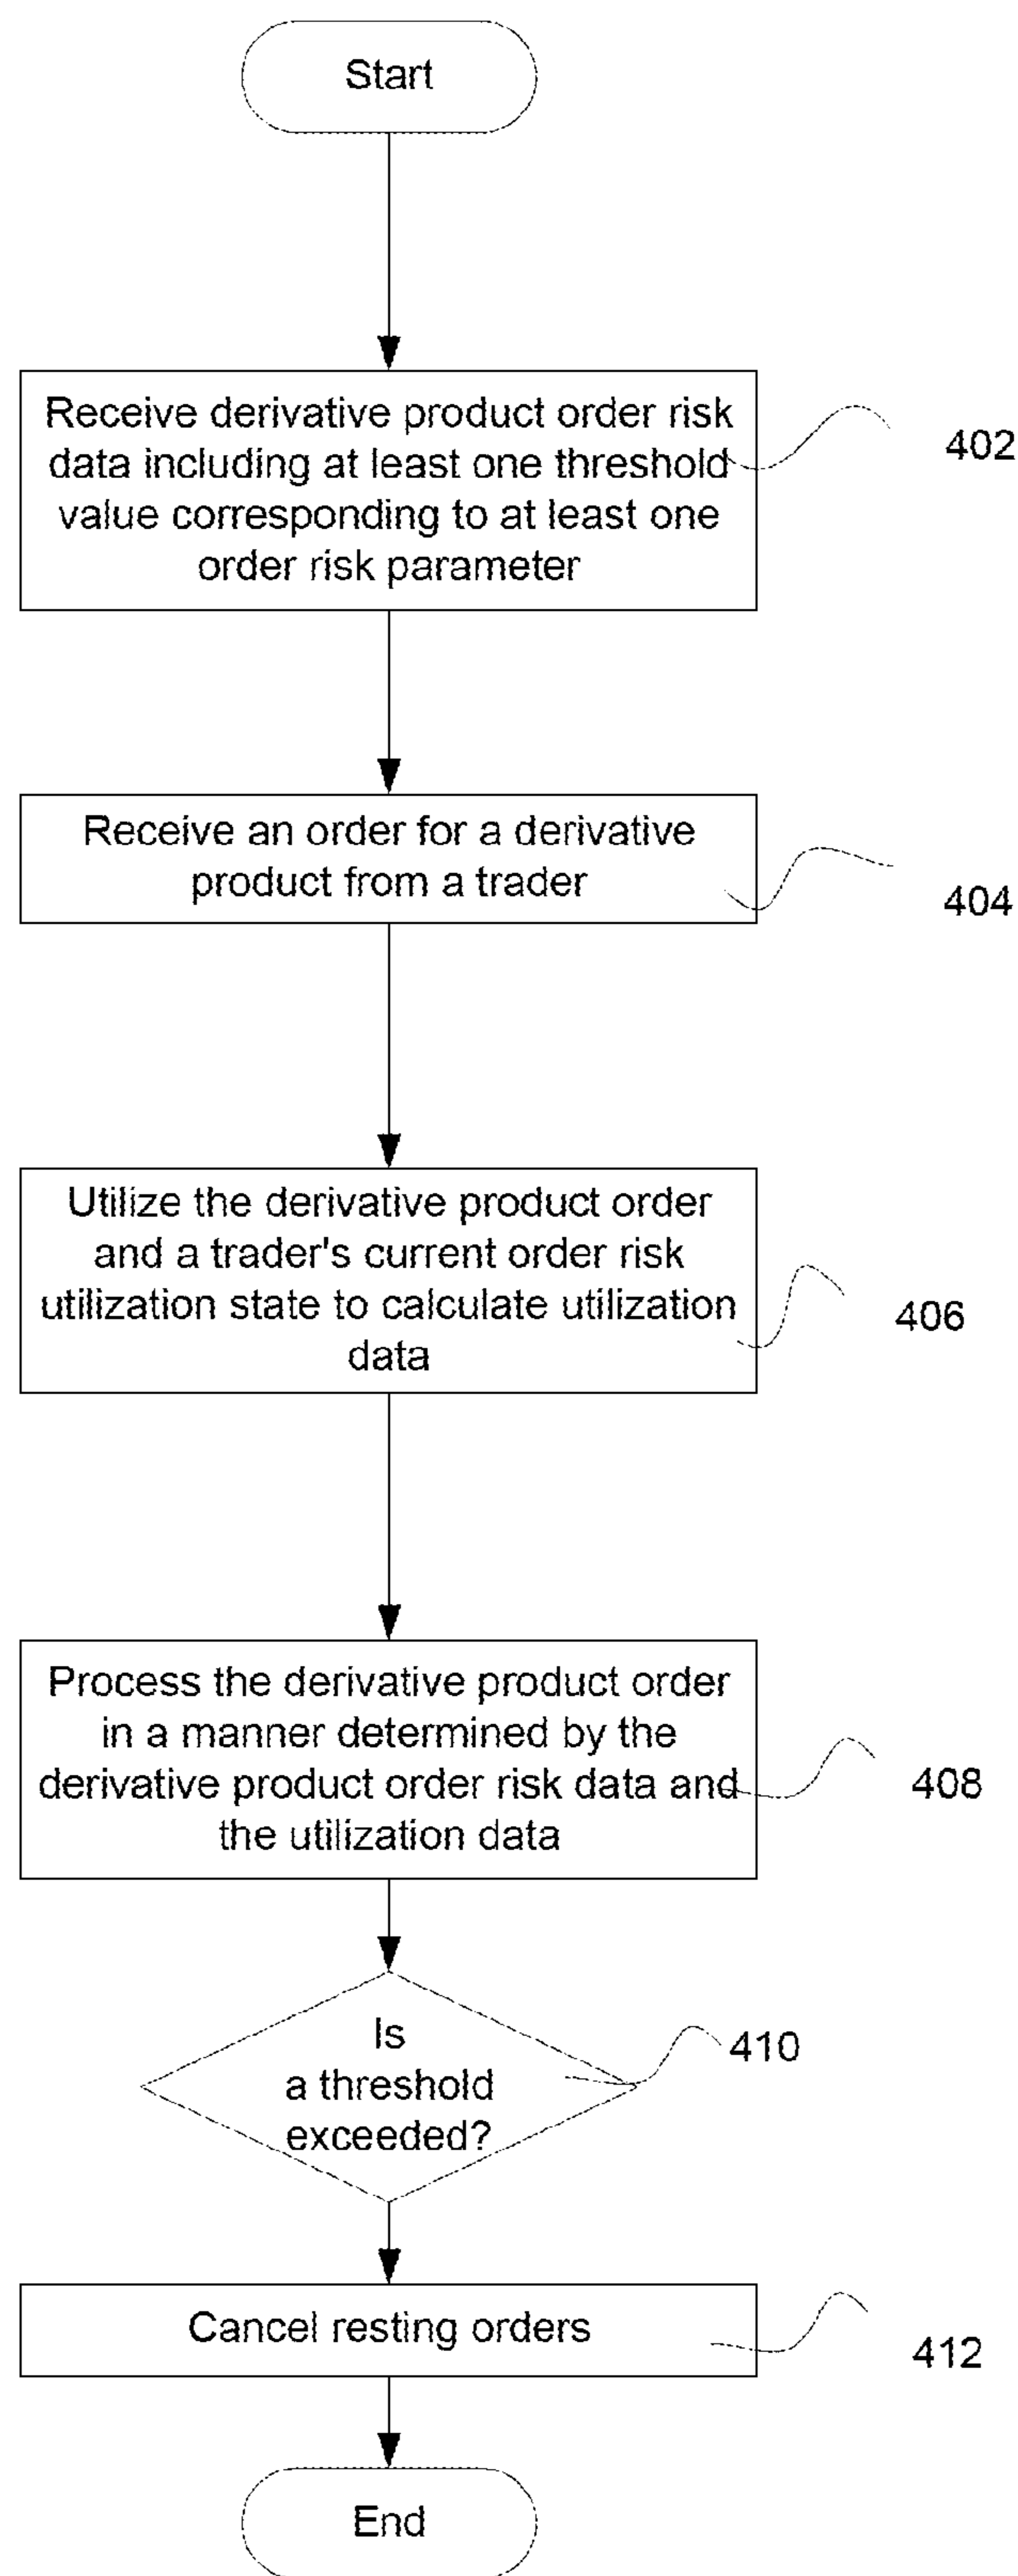 Start
Receive derivative product order risk
data including at least one threshold
value corresponding to at least one
order risk parameter
402
Receive an order for a derivative
product from a trader
404
Utilize the derivative product order
and a trader's current order risk
utilization state to calculate utilization
data
406
Process the derivative product order
in a manner determined by the
derivative product order risk data and
the utilization data
408
Is
a threshold
exceeded?
410
Cancel resting orders
412
End